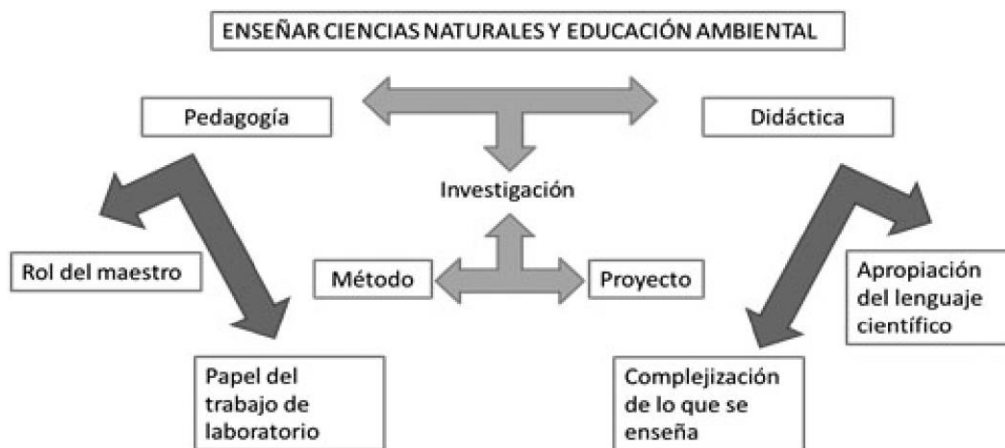 ENSEÑAR CIENCIAS NATURALES Y EDUCACIÓN AMBIENTAL
Pedagogía
Didáctica
Investigación
Rol del maestro
Método
Proyecto
Apropiación
del lenguaje
científico
Papel del
trabajo de
laboratorio
Complejización
de lo que se
enseña